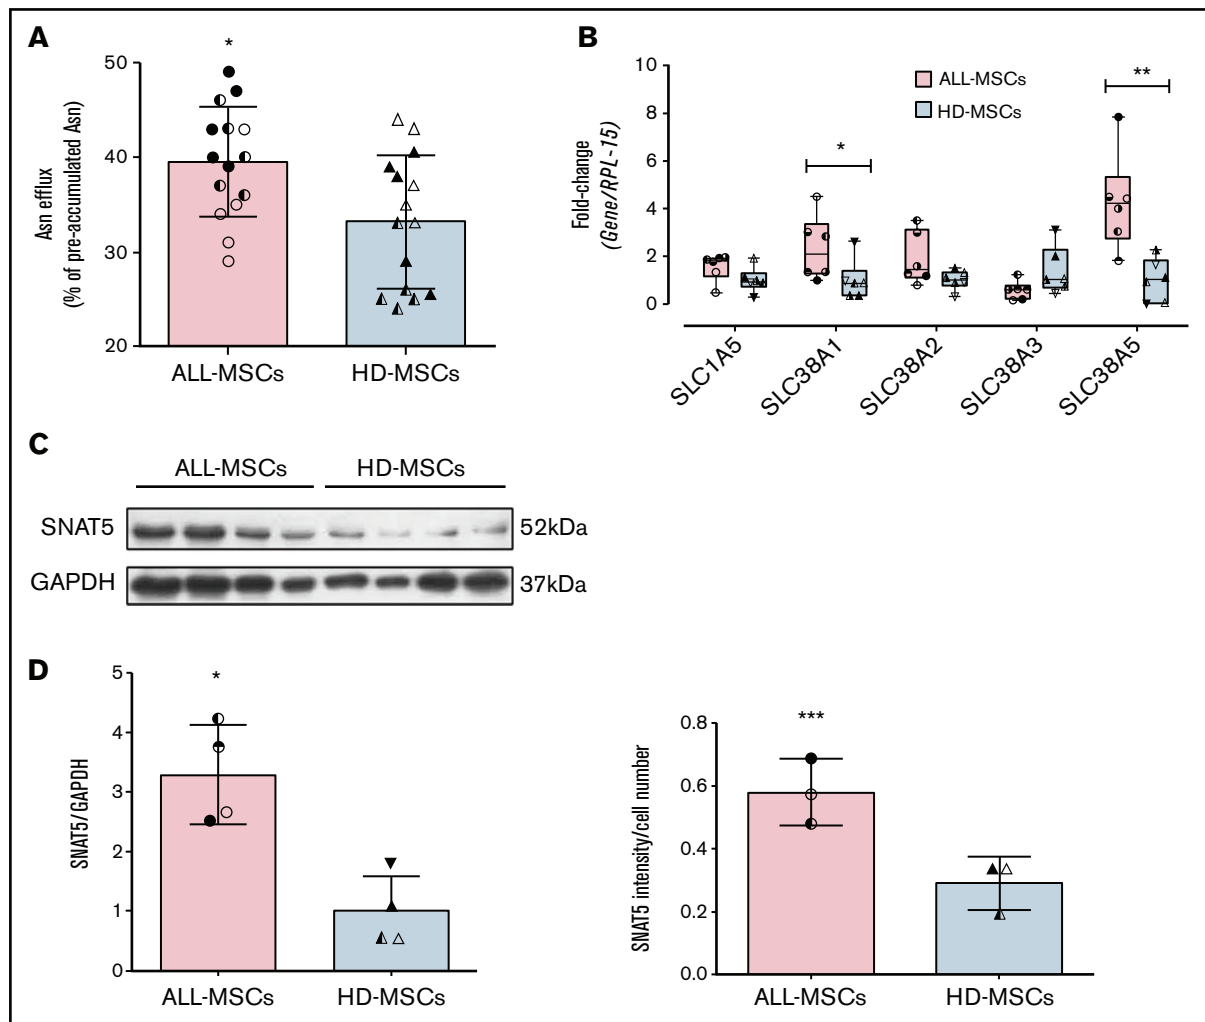 A
*
Asn efflux
(% of pre-accumulated Asn)
50
40
30
20
ALL-MSCs
HD-MSCs
B
Fold-change
(Gene/RPL-15)
10
8
6
4
2
0
ALL-MSCs
HD-MSCs
*
**
SLC1A5
SLC38A1
SLC38A2
SLC38A3
SLC38A5
C
ALL-MSCs
HD-MSCs
SNAT5
52kDa
GAPDH
37kDa
D
SNAT5/GAPDH
5
4
3
2
1
0
*
ALL-MSCs
HD-MSCs
SNAT5 intensity/cell number
0.8
0.6
0.4
0.2
0.0
***
ALL-MSCs
HD-MSCs